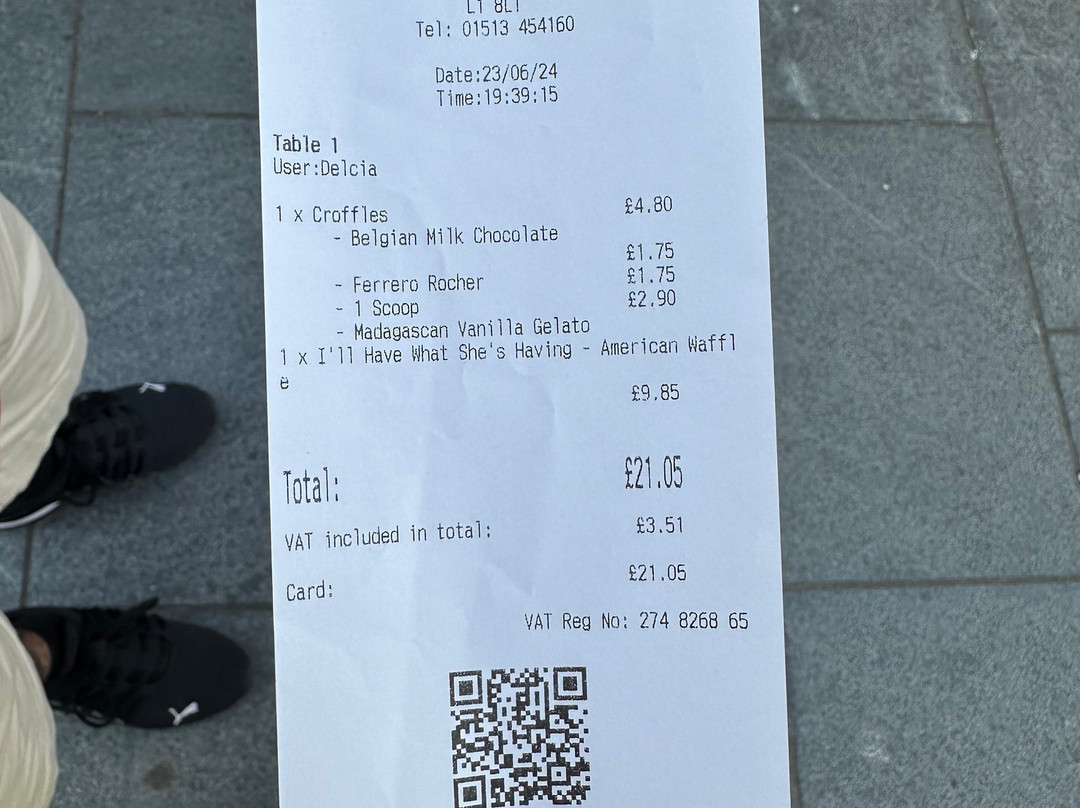 L1 8LT
Tel: 01513 454160
Date:23/06/24
Time:19:39:15
Table 1
User:Delcia
1 x Croffles £4.80
- Belgian Milk Chocolate
£1.75
- Ferrero Rocher £1.75
- 1 Scoop £2.90
- Madagascan Vanilla Gelato
1 x I'll Have What She's Having - American Waffl
e
£9.85
Total: £21.05
VAT included in total: £3.51
Card: £21.05
VAT Reg No: 274 8268 65